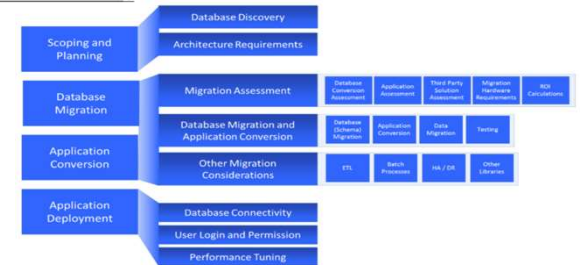 Database Discovery
Scoping and
Planning
Architecture Requirements
Database
Migration
Migration Assessment
Database
Conversion
Assessment
Application
Assessment
Third Party
Solution
Assessment
Migration
Hardware
Requirements
ROI
Calculations
Database Migration and
Application Conversion
Database
(Schema)
Migration
Application
Conversion
Data
Migration
Testing
Application
Conversion
Other Migration
Considerations
ETL
Batch
Processes
HA / DR
Other
Libraries
Application
Deployment
Database Connectivity
User Login and Permission
Performance Tuning